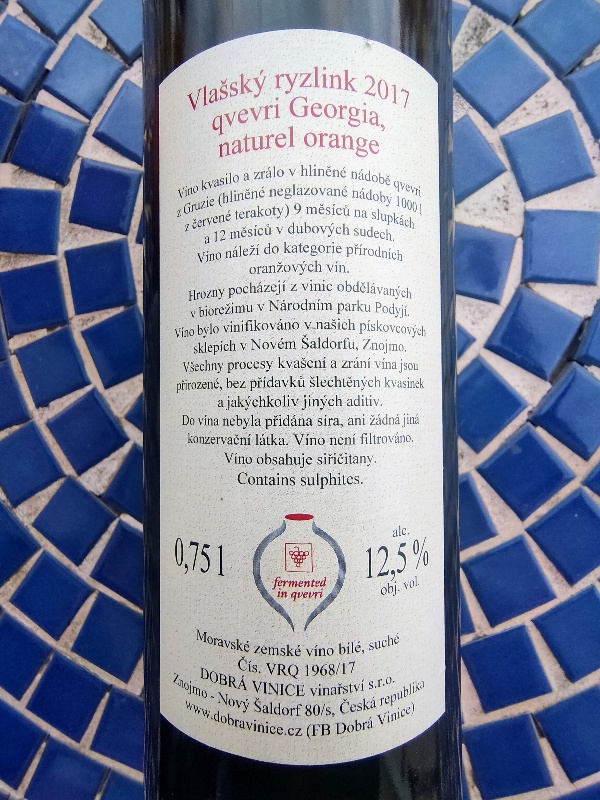 Vlašský ryzlink 2017
qvevri Georgia,
naturel orange
Víno kvasilo a zrálo v hliněné nádobě qvevri
z Gruzie (hliněné neglazované nádoby 1000 l
z červené terakoty) 9 měsíců na slupkách
a 12 měsíců v dubových sudech.
Víno náleží do kategorie přírodních
oranžových vín.
Hrozny pocházejí z vinic obdělávaných
v biorežimu v Národním parku Podyjí.
Víno bylo vinifikováno v našich pískovcových
sklepích v Novém Šaldorfu, Znojmo.
Všechny procesy kvašení a zrání vína jsou
přirozené, bez přídavků šlechtěných kvasinek
a jakýchkoliv jiných aditiv.
Do vína nebyla přidána síra, ani žádná jiná
konzervační látka. Víno není filtrováno.
Víno obsahuje siřičitany.
Contains sulphites.
0,75 l
fermented
in qvevri
alc.
12,5 %
obj. vol.
Moravské zemské víno bílé, suché
Čís. VRQ 1968/17
DOBRÁ VINICE vinařství s.r.o.
Znojmo - Nový Šaldorf 80/s, Česká republika
www.dobravinice.cz (FB Dobrá Vinice)